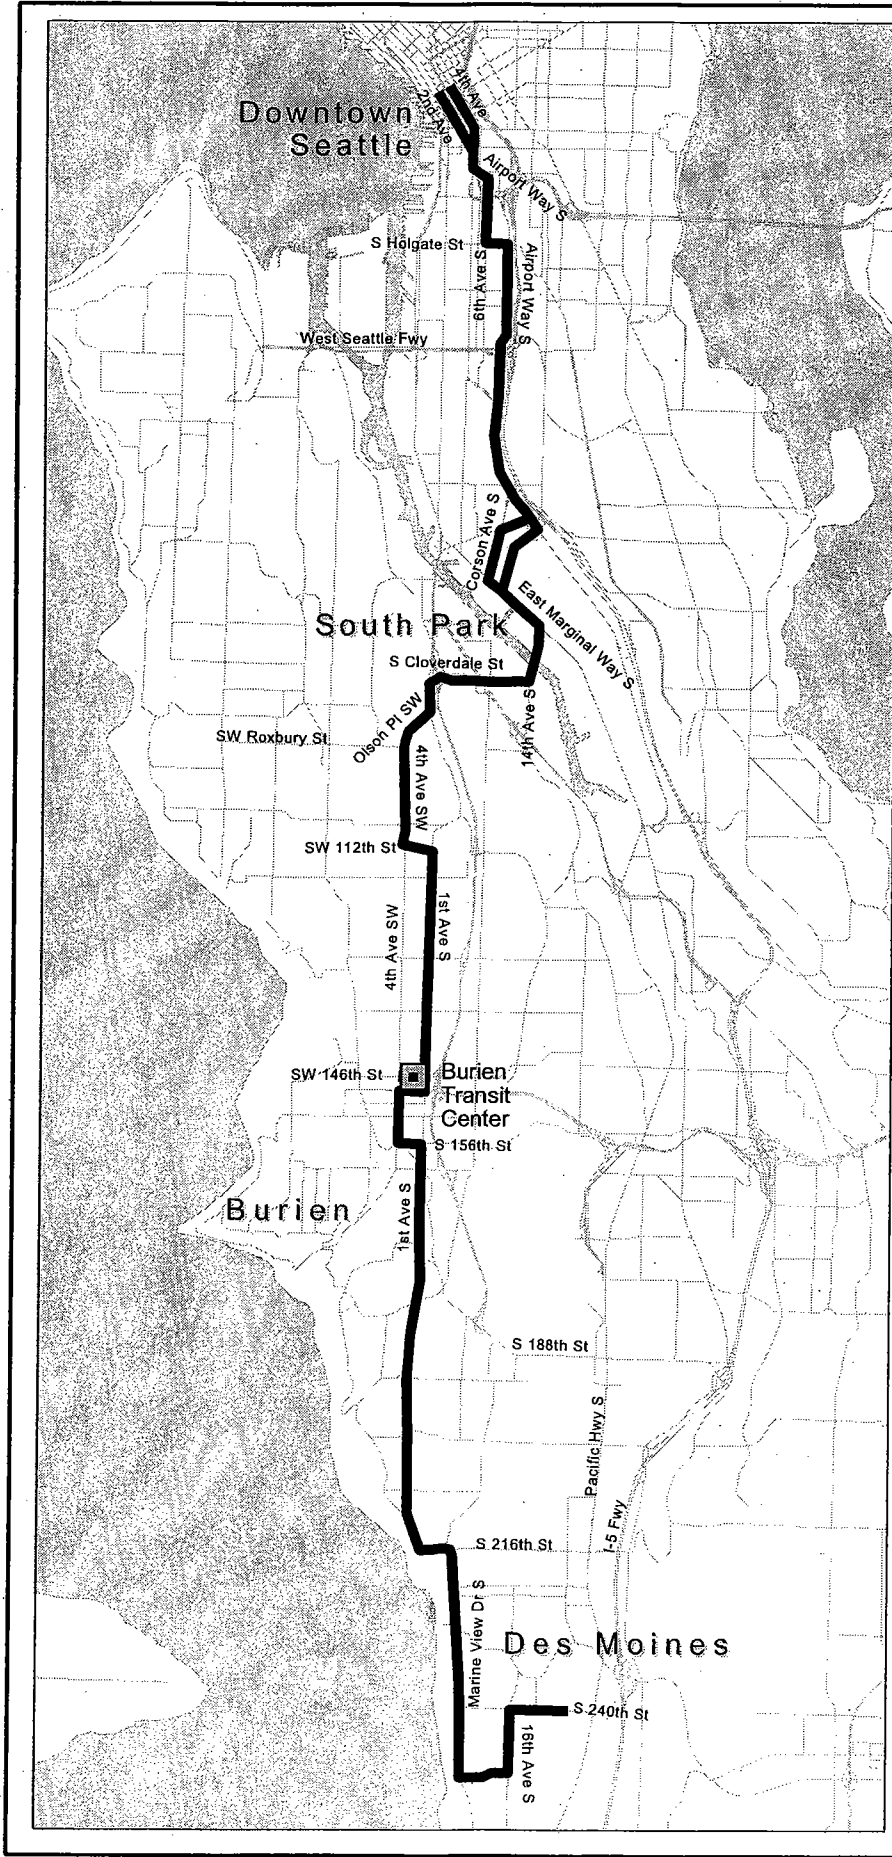 4th Ave
2nd Ave
Downtown
Seattle
Airport Way S
S Holgate St
6th Ave S
Airport Way S
West Seattle Fwy
Corson Ave S
East Marginal Way S
South Park
S Cloverdale St
14th Ave S
Olson Pl SW
SW Roxbury St
4th Ave SW
SW 112th St
1st Ave S
4th Ave SW
SW 146th St
Burien
Transit
Center
S 156th St
Burien
1st Ave S
S 188th St
Pacific Hwy S
I-5 Fwy
S 216th St
Marine View Dr S
Des Moines
S 240th St
16th Ave S